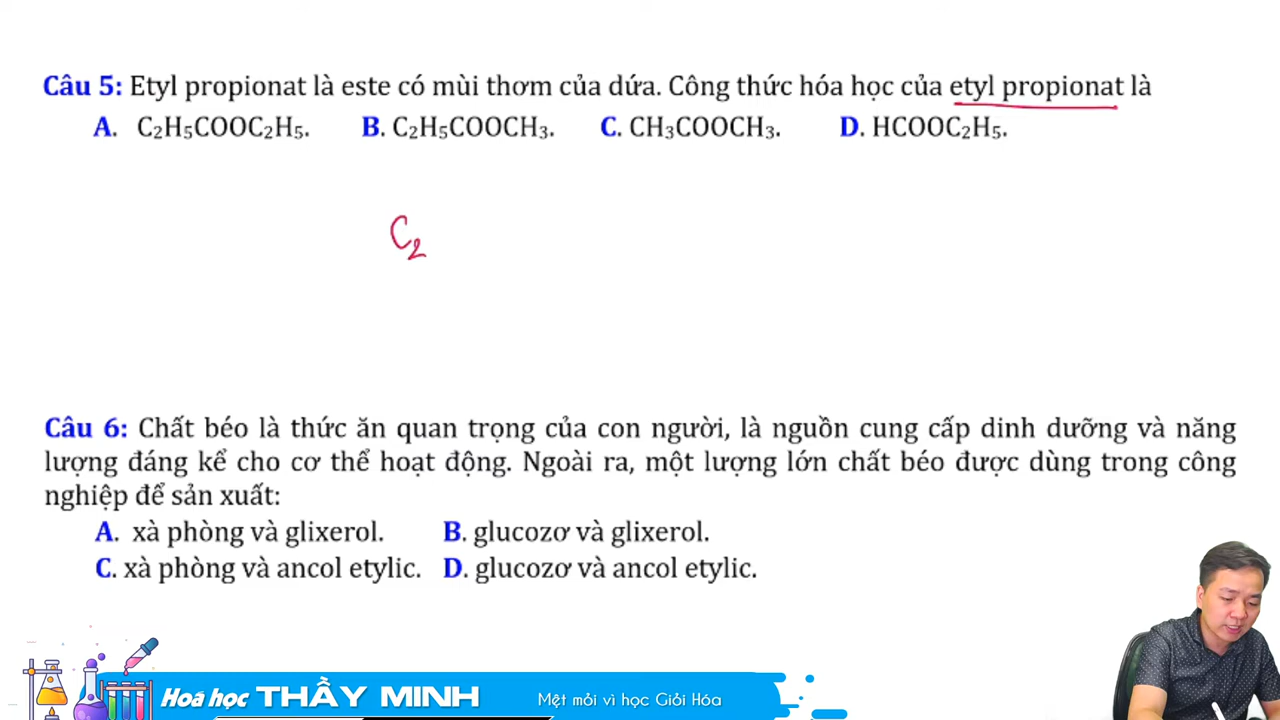 Câu 5: Etyl propionat là este có mùi thơm của dứa. Công thức hóa học của etyl propionat là
A. C₂H₅COOC₂H₅. B. C₂H₅COOCH₃. C. CH₃COOCH₃. D. HCOOC₂H₅.
C₂
Câu 6: Chất béo là thức ăn quan trọng của con người, là nguồn cung cấp dinh dưỡng và năng
lượng đáng kể cho cơ thể hoạt động. Ngoài ra, một lượng lớn chất béo được dùng trong công
nghiệp để sản xuất:
A. xà phòng và glixerol. B. glucozơ và glixerol.
C. xà phòng và ancol etylic. D. glucozơ và ancol etylic.
Hoá học THẦY MINH Mệt mỏi vì học Giỏi Hóa